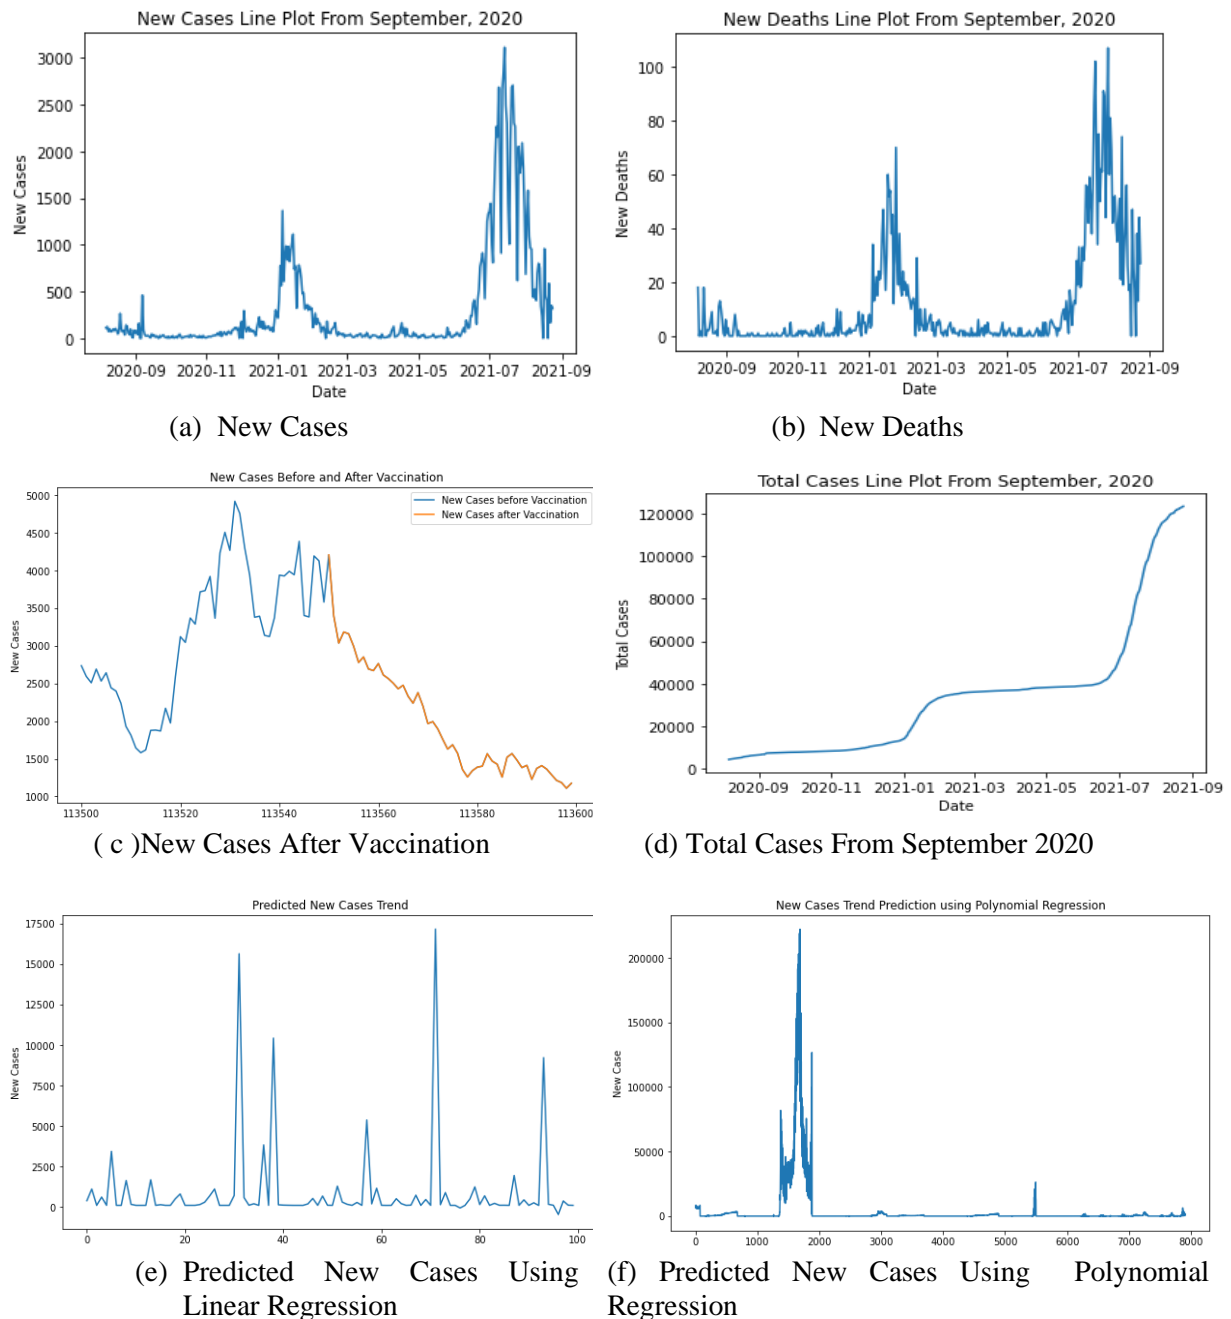 New Cases Line Plot From September, 2020
3000
2500
2000
1500
1000
500
0
New Cases
2020-09 2020-11 2021-01 2021-03 2021-05 2021-07 2021-09
Date
(a) New Cases
New Deaths Line Plot From September, 2020
100
80
60
40
20
0
New Deaths
2020-09 2020-11 2021-01 2021-03 2021-05 2021-07 2021-09
Date
(b) New Deaths
New Cases Before and After Vaccination
New Cases before Vaccination
New Cases after Vaccination
5000
4500
4000
3500
3000
2500
2000
1500
1000
New Cases
113500 113520 113540 113560 113580 113600
( c )New Cases After Vaccination
Total Cases Line Plot From September, 2020
120000
100000
80000
60000
40000
20000
0
Total Cases
2020-09 2020-11 2021-01 2021-03 2021-05 2021-07 2021-09
Date
(d) Total Cases From September 2020
Predicted New Cases Trend
17500
15000
12500
10000
7500
5000
2500
0
New Cases
0 20 40 60 80 100
(e) Predicted New Cases Using
Linear Regression
New Cases Trend Prediction using Polynomial Regression
200000
150000
100000
50000
0
New Case
0 1000 2000 3000 4000 5000 6000 7000 8000
(f) Predicted New Cases Using Polynomial
Regression